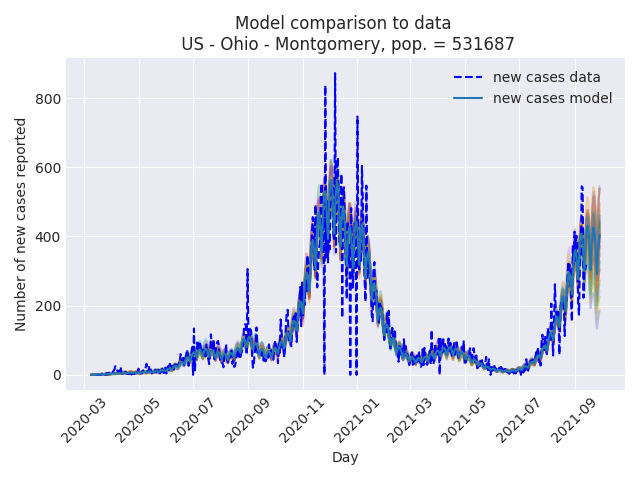 Model comparison to data
US - Ohio - Montgomery, pop. = 531687
new cases data
new cases model
Number of new cases reported
800
600
400
200
0
2020-03
2020-05
2020-07
2020-09
2020-11
2021-01
2021-03
2021-05
2021-07
2021-09
Day